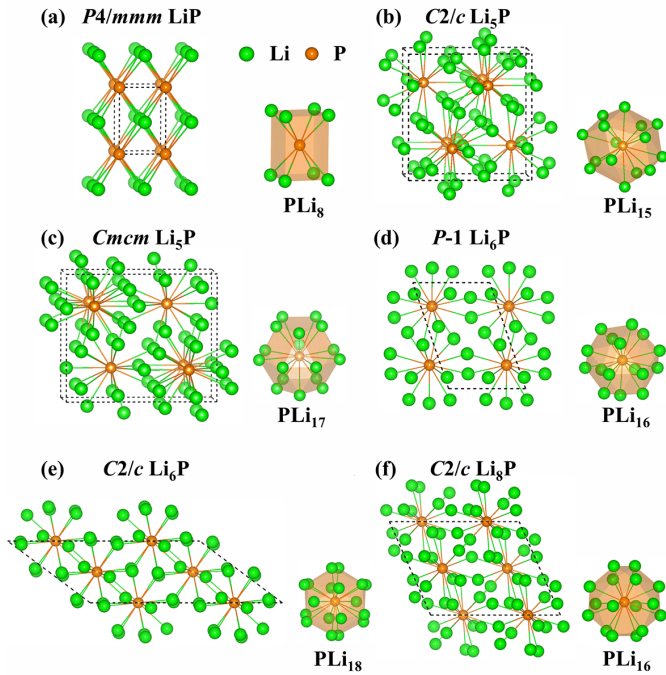 (a) P4/mmm LiP
Li P
PLi8
(b) C2/c Li5P
PLi15
(c) Cmcm Li5P
PLi17
(d) P-1 Li6P
PLi16
(e) C2/c Li6P
PLi18
(f) C2/c Li8P
PLi16